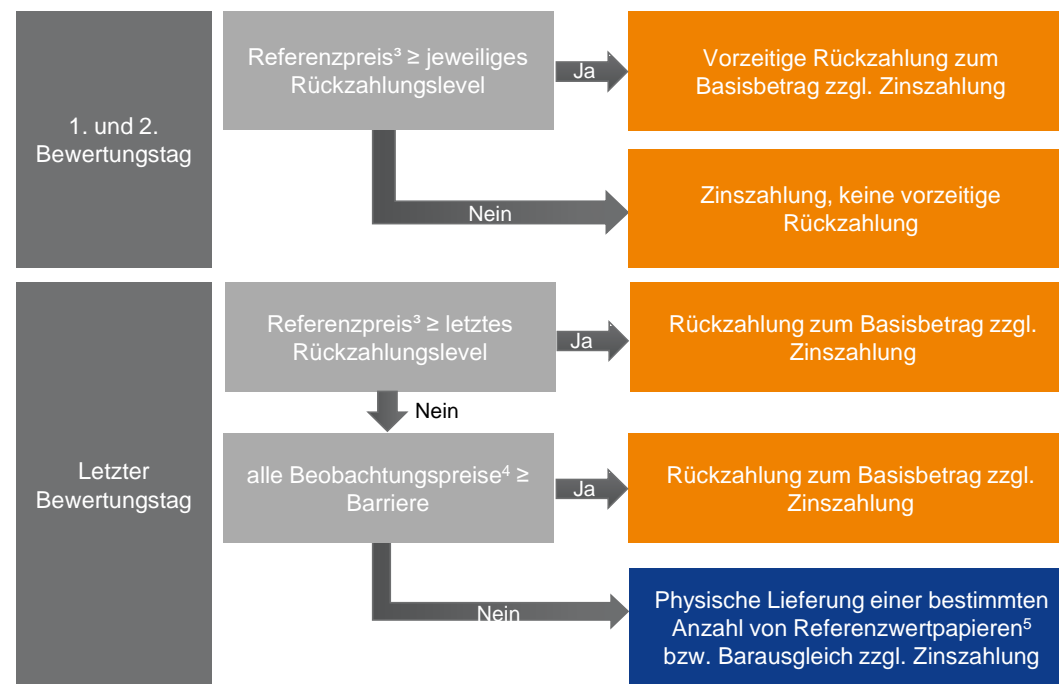 1. und 2.
Bewertungstag
Referenzpreis³ ≥ jeweiliges
Rückzahlungslevel
Ja
Vorzeitige Rückzahlung zum
Basisbetrag zzgl. Zinszahlung
Nein
Zinszahlung, keine vorzeitige
Rückzahlung
Letzter
Bewertungstag
Referenzpreis³ ≥ letztes
Rückzahlungslevel
Ja
Rückzahlung zum Basisbetrag zzgl.
Zinszahlung
Nein
alle Beobachtungspreise⁴ ≥
Barriere
Ja
Rückzahlung zum Basisbetrag zzgl.
Zinszahlung
Nein
Physische Lieferung einer bestimmten
Anzahl von Referenzwertpapieren⁵
bzw. Barausgleich zzgl. Zinszahlung